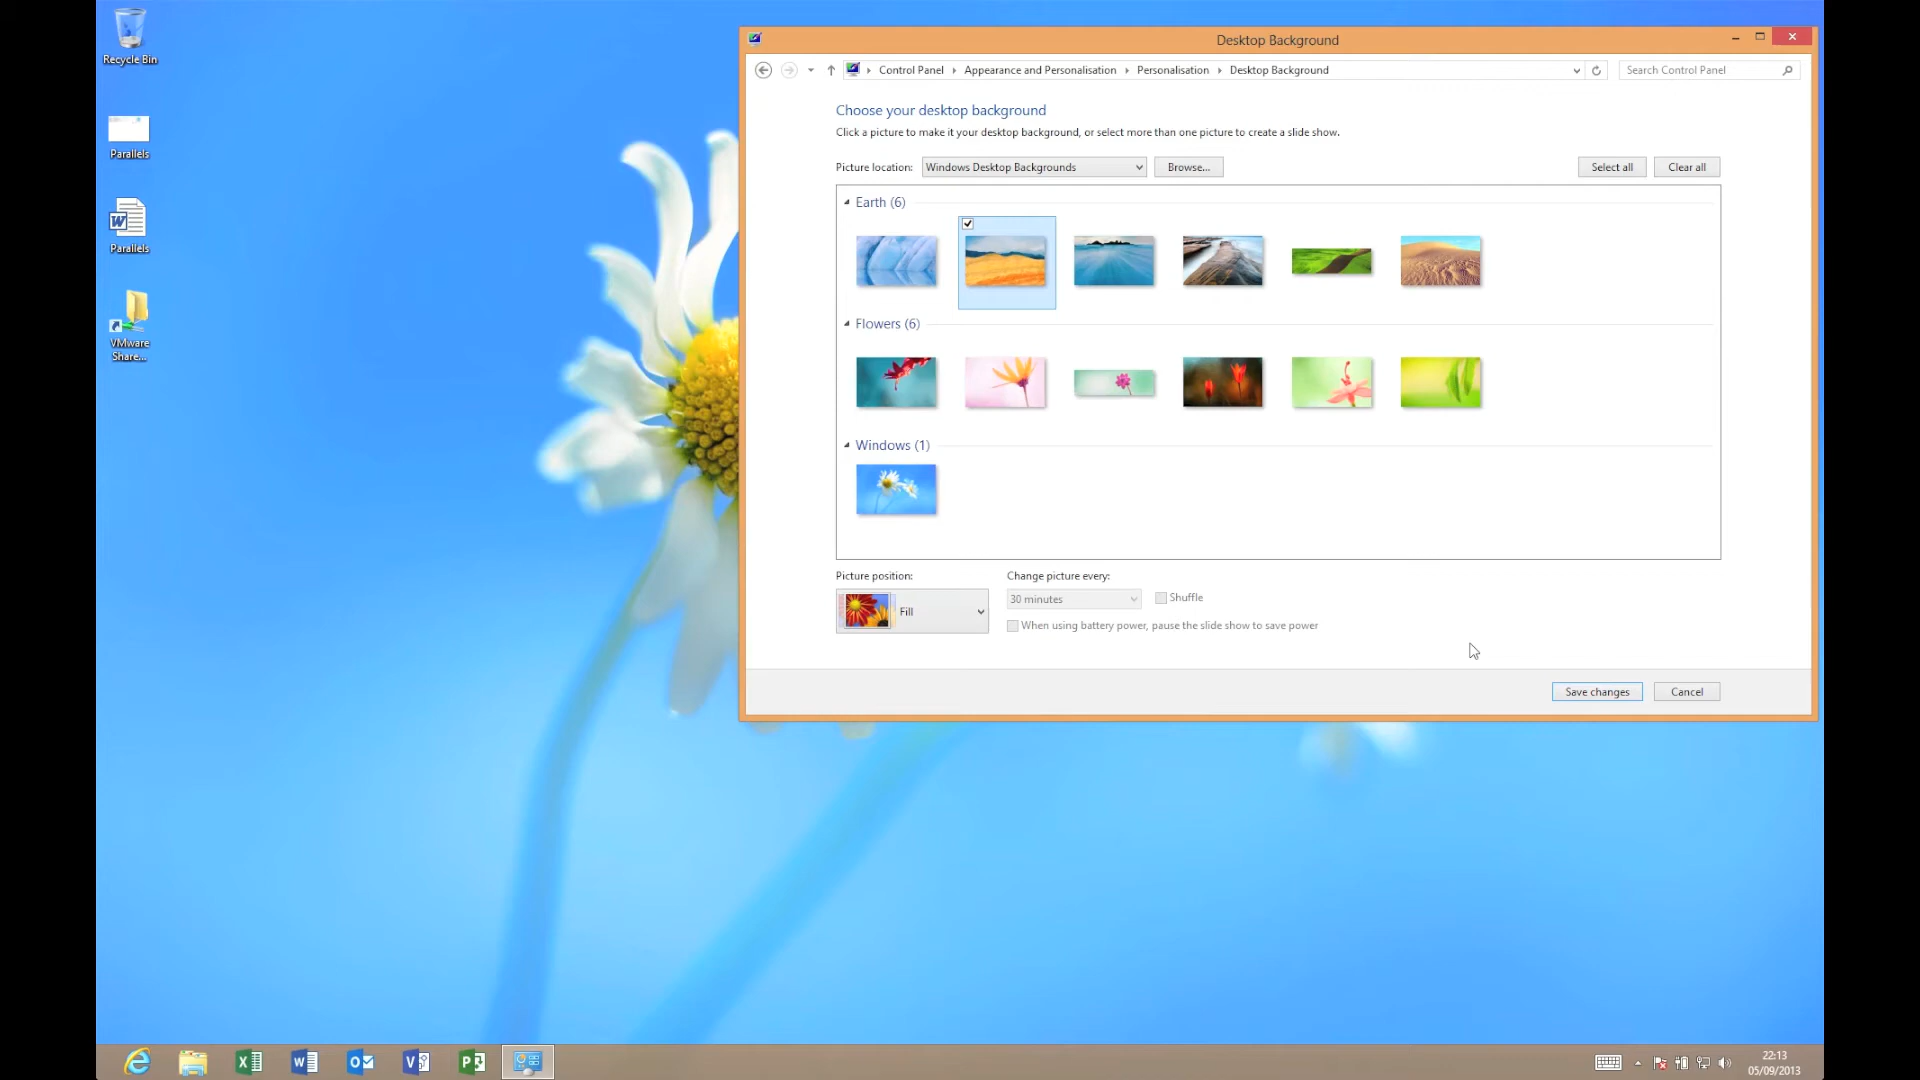 Recycle Bin
Parallels
Parallels
VMware
Share...
Desktop Background
Control Panel
Appearance and Personalisation
Personalisation
Desktop Background
Search Control Panel
Choose your desktop background
Click a picture to make it your desktop background, or select more than one picture to create a slide show.
Picture location:
Windows Desktop Backgrounds
Browse...
Select all
Clear all
Earth (6)
Flowers (6)
Windows (1)
Picture position:
Fill
Change picture every:
30 minutes
Shuffle
When using battery power, pause the slide show to save power
Save changes
Cancel
22:13
05/09/2013